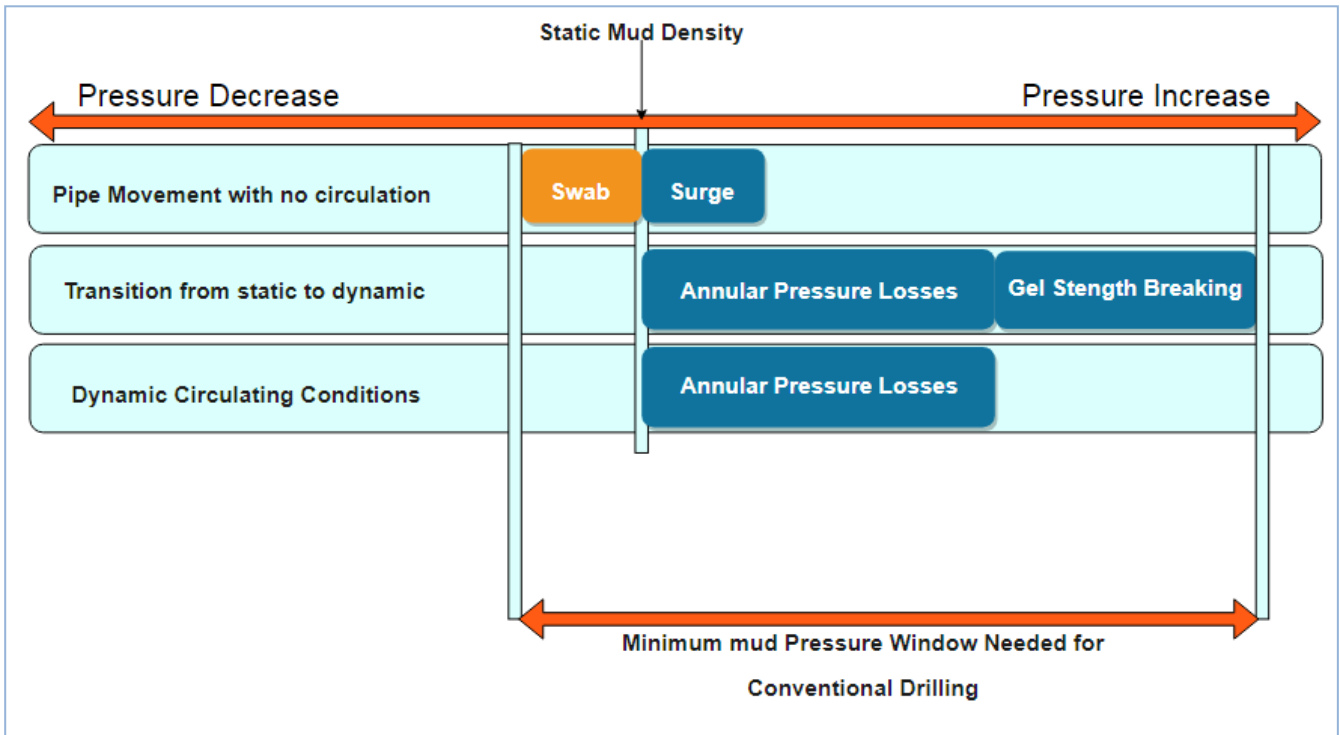 Static Mud Density
Pressure Decrease
Pressure Increase
Pipe Movement with no circulation
Swab
Surge
Transition from static to dynamic
Annular Pressure Losses
Gel Stength Breaking
Dynamic Circulating Conditions
Annular Pressure Losses
Minimum mud Pressure Window Needed for
Conventional Drilling